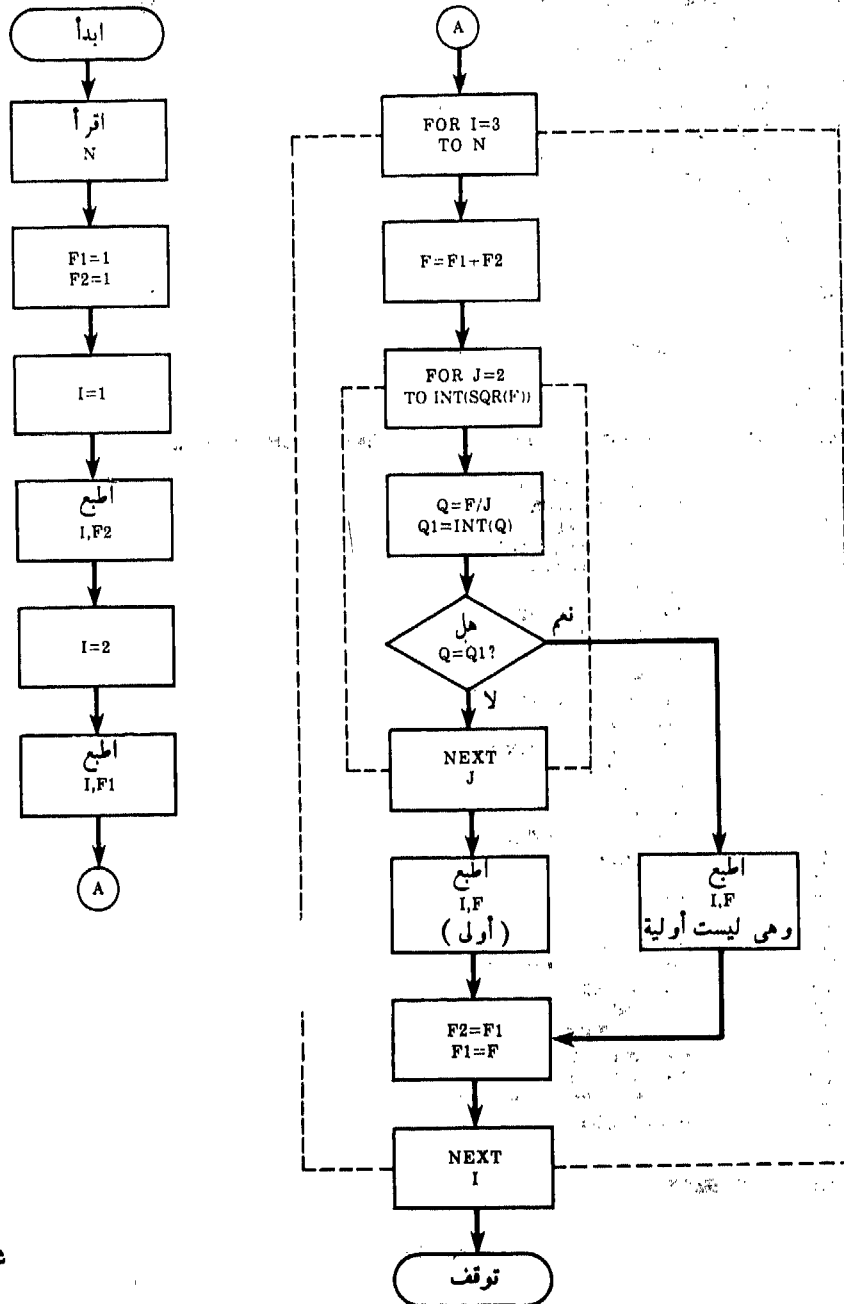 ابدأ
اقرأ
N
F1=1
F2=1
I=1
اطبع
I,F2
I=2
اطبع
I,F1
A
A
FOR I=3
TO N
F=F1+F2
FOR J=2
TO INT(SQR(F))
Q=F/J
Q1=INT(Q)
هل
Q=Q1?
نعم
لا
NEXT
J
اطبع
I,F
(أولى)
اطبع
I,F
وهى ليست أولية
F2=F1
F1=F
NEXT
I
توقف